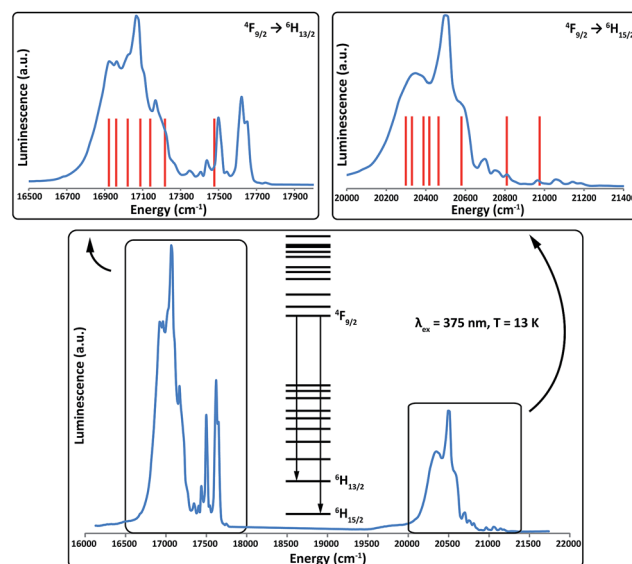 ⁴F₉/₂ → ⁶H₁₃/₂
Luminescence (a.u.)
16500 16700 16900 17100 17300 17500 17700 17900
Energy (cm⁻¹)
⁴F₉/₂ → ⁶H₁₅/₂
Luminescence (a.u.)
20000 20200 20400 20600 20800 21000 21200 21400
Energy (cm⁻¹)
⁴F₉/₂
λₑₓ = 375 nm, T = 13 K
Luminescence (a.u.)
⁶H₁₃/₂
⁶H₁₅/₂
16000 16500 17000 17500 18000 18500 19000 19500 20000 20500 21000 21500 22000
Energy (cm⁻¹)